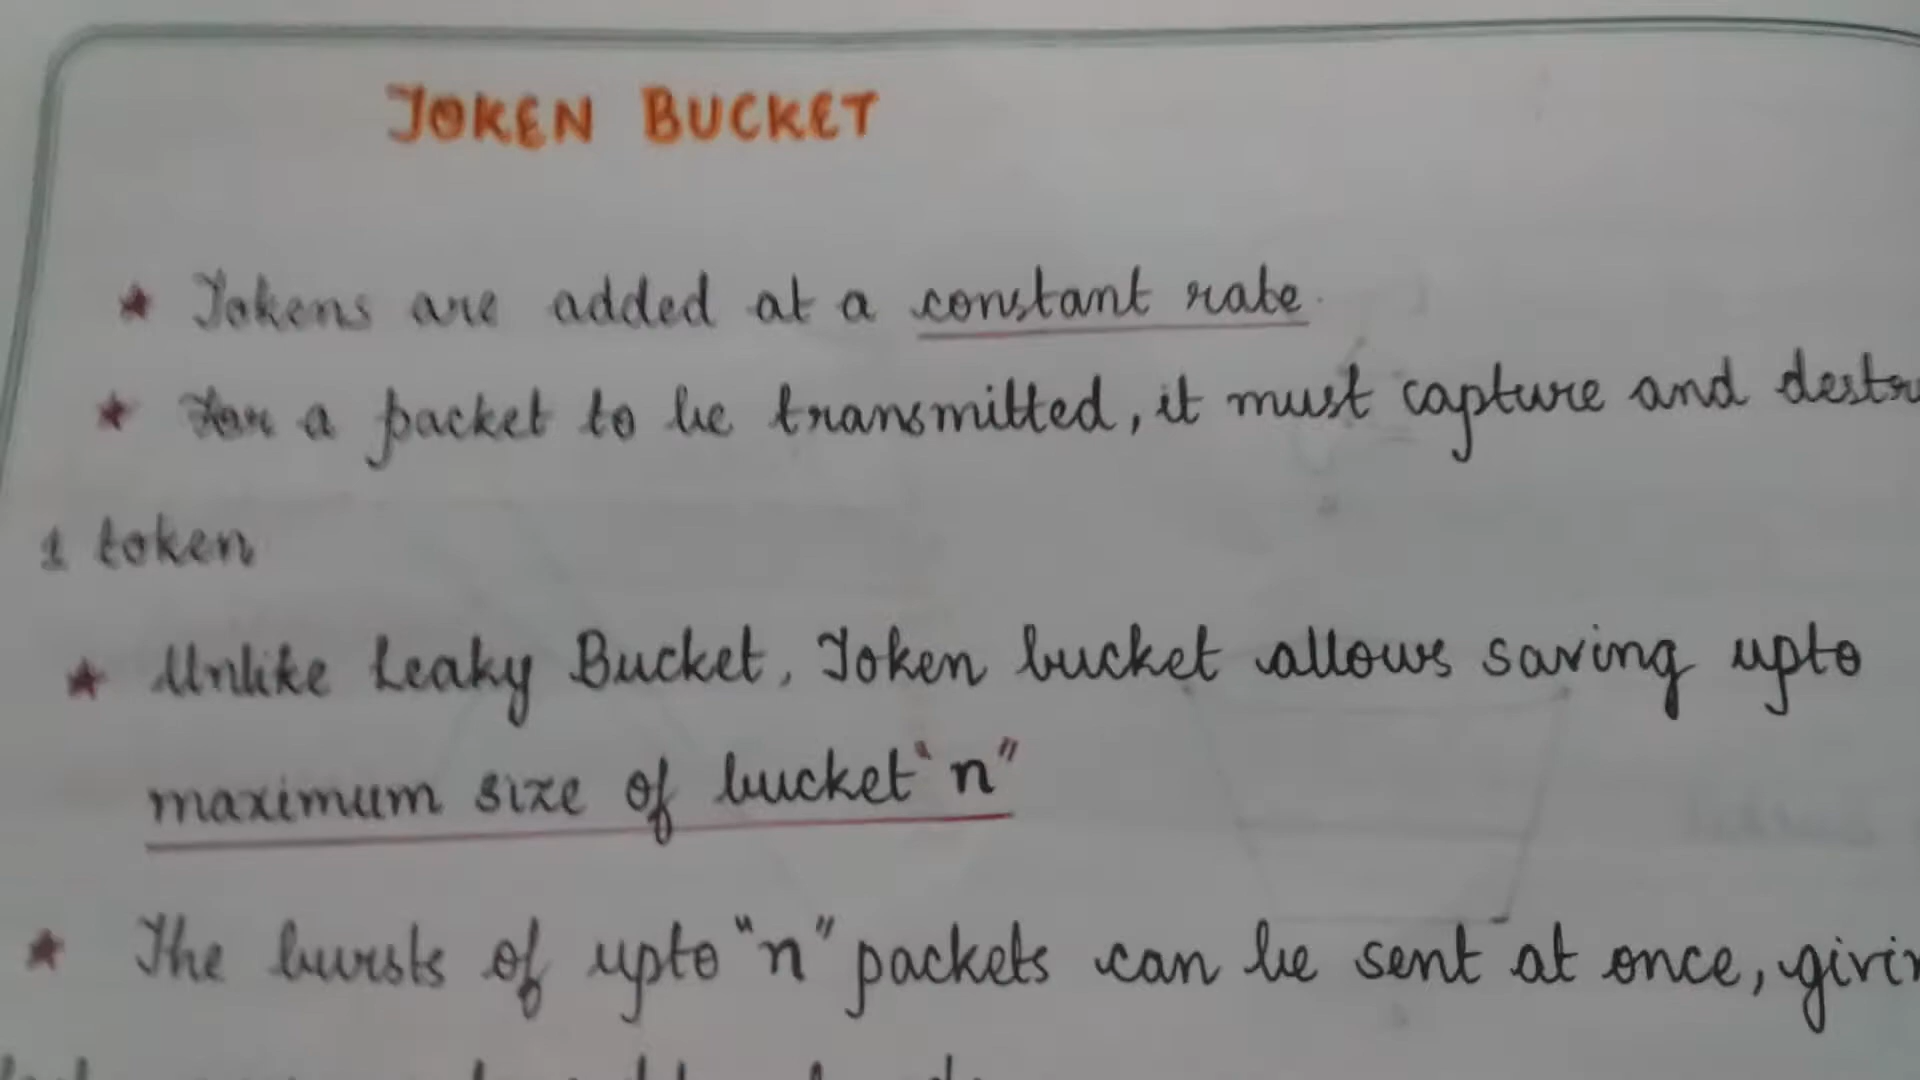 TOKEN BUCKET
★ Tokens are added at a constant rate.
★ For a packet to be transmitted, it must capture and destr
1 token
★ Unlike Leaky Bucket, Token bucket allows saving upto
maximum size of bucket "n"
★ The bursts of upto "n" packets can be sent at once, givin